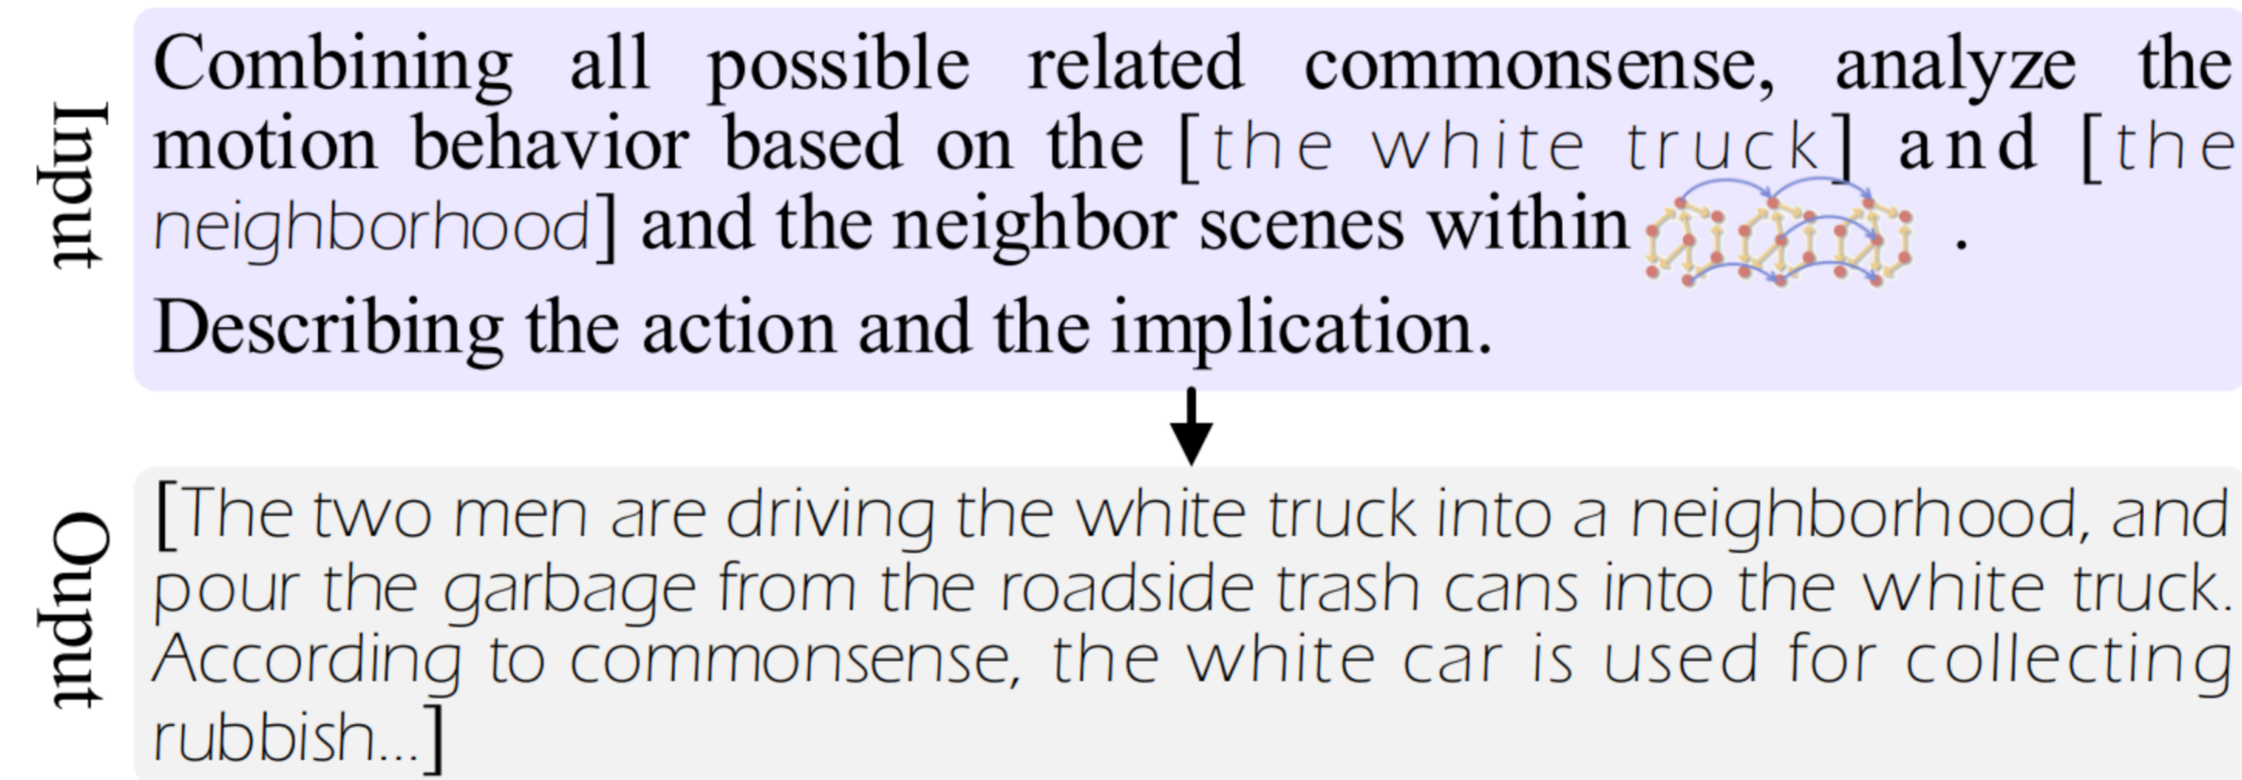 Input
Combining all possible related commonsense, analyze the
motion behavior based on the [the white truck] and [the
neighborhood] and the neighbor scenes within .
Describing the action and the implication.
Ouput
[The two men are driving the white truck into a neighborhood, and
pour the garbage from the roadside trash cans into the white truck.
According to commonsense, the white car is used for collecting
rubbish...]